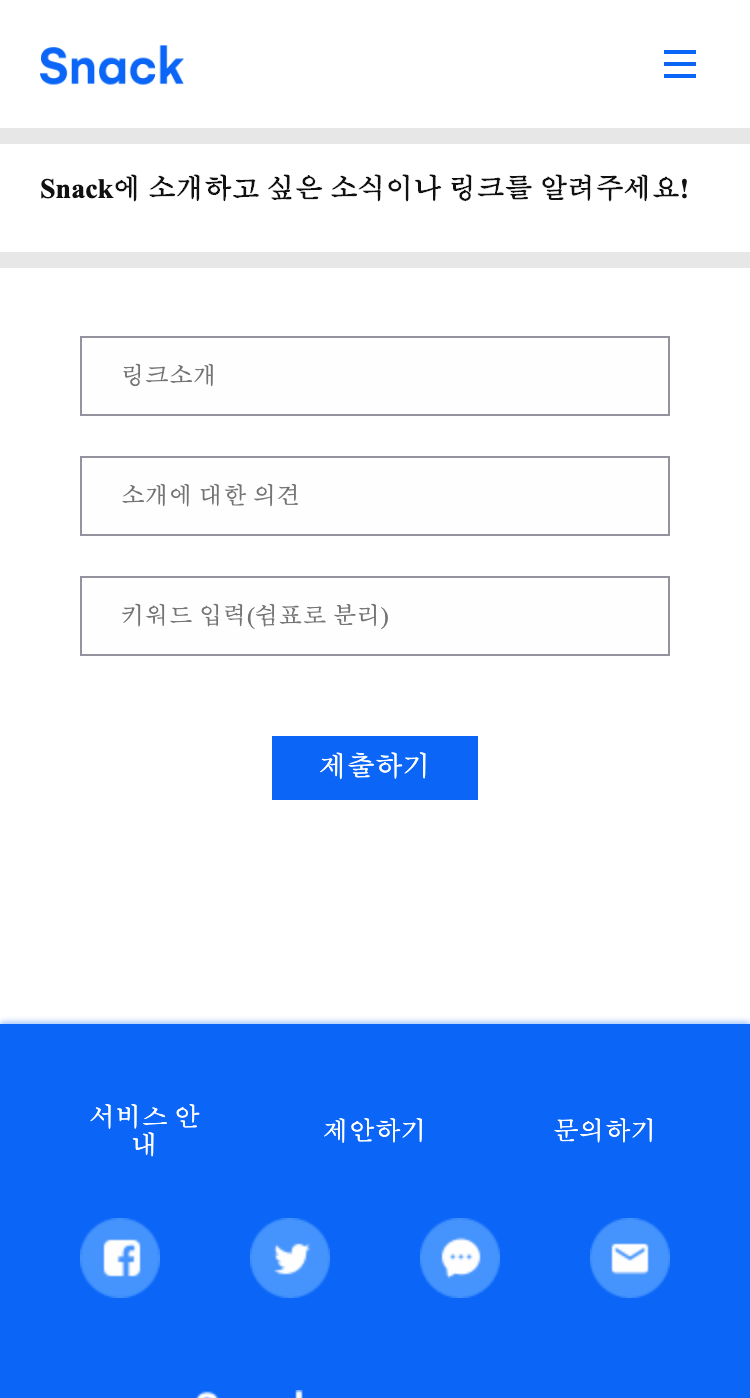 Snack
Snack에 소개하고 싶은 소식이나 링크를 알려주세요!
링크소개
소개에 대한 의견
키워드 입력(쉼표로 분리)
제출하기
서비스 안
내
제안하기
문의하기